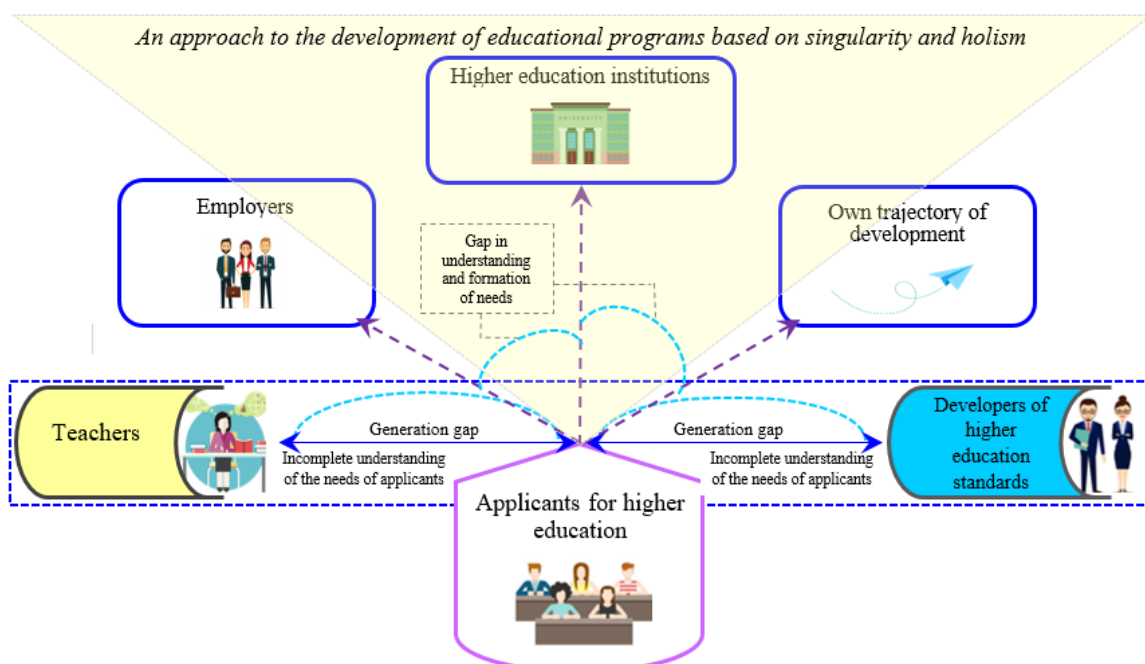 An approach to the development of educational programs based on singularity and holism
Higher education institutions
UNIVERSITY
Employers
Own trajectory of
development
Gap in
understanding
and formation
of needs
Teachers
Generation gap
Incomplete understanding
of the needs of applicants
Generation gap
Incomplete understanding
of the needs of applicants
Developers of
higher
education
standards
Applicants for higher
education